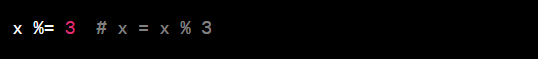 x %= 3  # x = x % 3